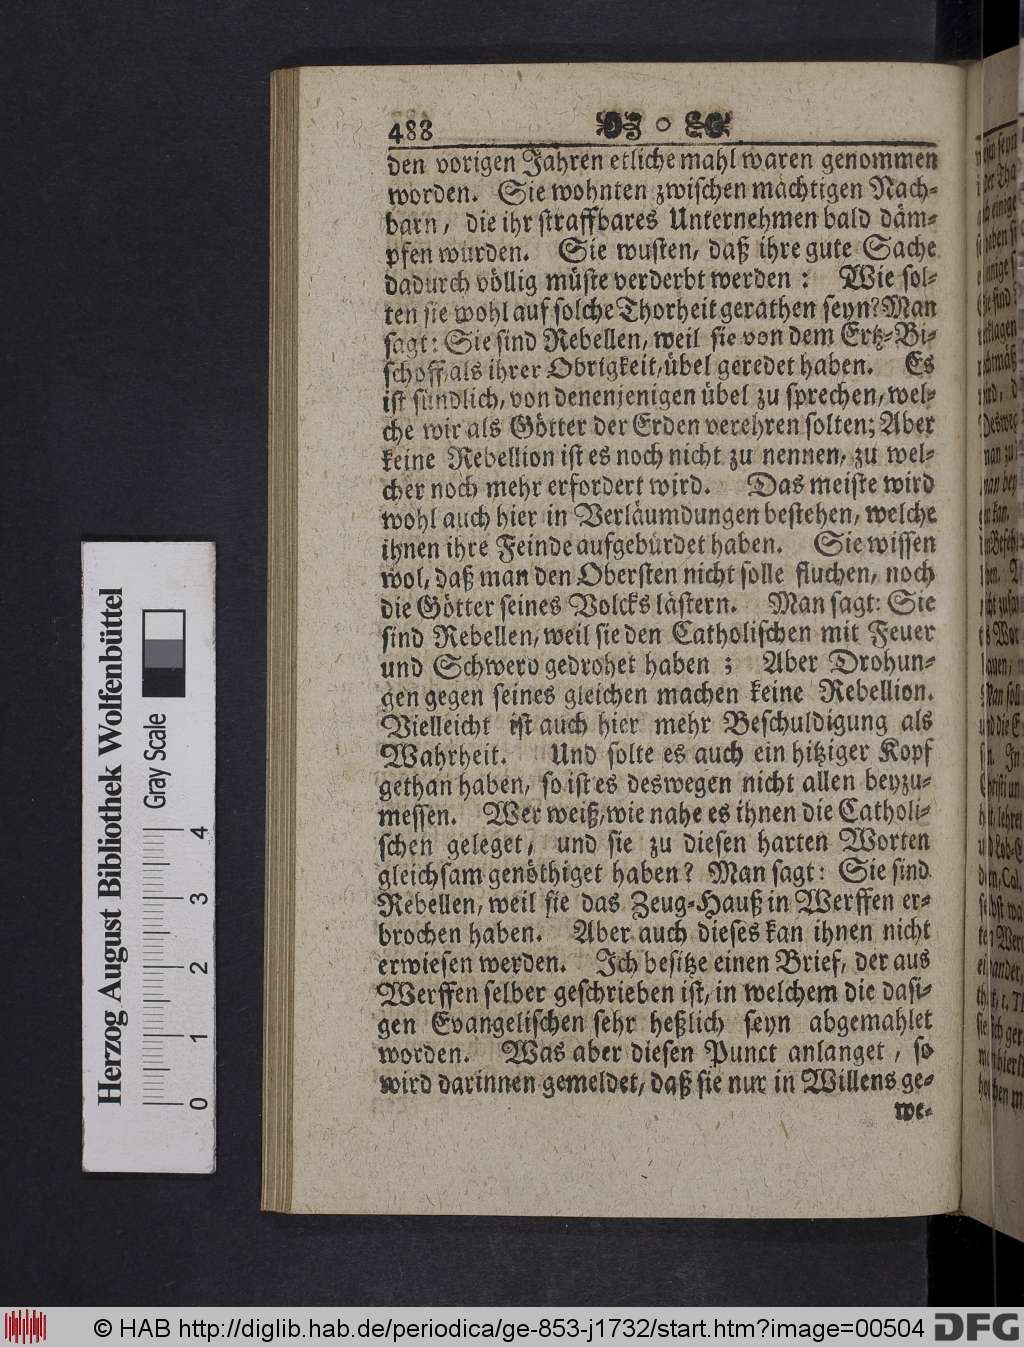 488
den vorigen Jahren etliche mahl waren genommen
worden. Sie wohnten zwischen mächtigen Nach-
barn, die ihr straffbares Unternehmen bald däm-
pfen würden. Sie wusten, daß ihre gute Sache
dadurch völlig müste verderbt werden: Wie sol-
ten sie wohl auf solche Thorheit gerathen seyn? Man
sagt: Sie sind Rebellen, weil sie von dem Ertz-Bi-
schoff, als ihrer Obrigkeit, übel geredet haben. Es
ist sündlich, von denenjenigen übel zu sprechen, wel-
che wir als Götter der Erden verehren solten; Aber
keine Rebellion ist es noch nicht zu nennen, zu wel-
cher noch mehr erfordert wird. Das meiste wird
wohl auch hier in Verläumdungen bestehen, welche
ihnen ihre Feinde aufgebürdet haben. Sie wissen
wol, daß man den Obersten nicht solle fluchen, noch
die Götter seines Volcks lästern. Man sagt: Sie
sind Rebellen, weil sie den Catholischen mit Feuer
und Schwerd gedrohet haben; Aber Drohun-
gen gegen seines gleichen machen keine Rebellion.
Vielleicht ist auch hier mehr Beschuldigung als
Wahrheit. Und solte es auch ein hitziger Kopf
gethan haben, so ist es deswegen nicht allen beyzu-
messen. Wer weiß, wie nahe es ihnen die Catholi-
schen geleget, und sie zu diesen harten Worten
gleichsam genöthiget haben? Man sagt: Sie sind
Rebellen, weil sie das Zeug-Hauß in Werffen er-
brochen haben. Aber auch dieses kan ihnen nicht
erwiesen werden. Ich besitze einen Brief, der aus
Werffen selber geschrieben ist, in welchem die dasi-
gen Evangelischen sehr heßlich seyn abgemahlet
worden. Was aber diesen Punct anlanget, so
wird darinnen gemeldet, daß sie nur in Willens ge-
we-
Herzog August Bibliothek Wolfenbüttel
Gray Scale
0 1 2 3 4
© HAB http://diglib.hab.de/periodica/ge-853-j1732/start.htm?image=00504
DFG